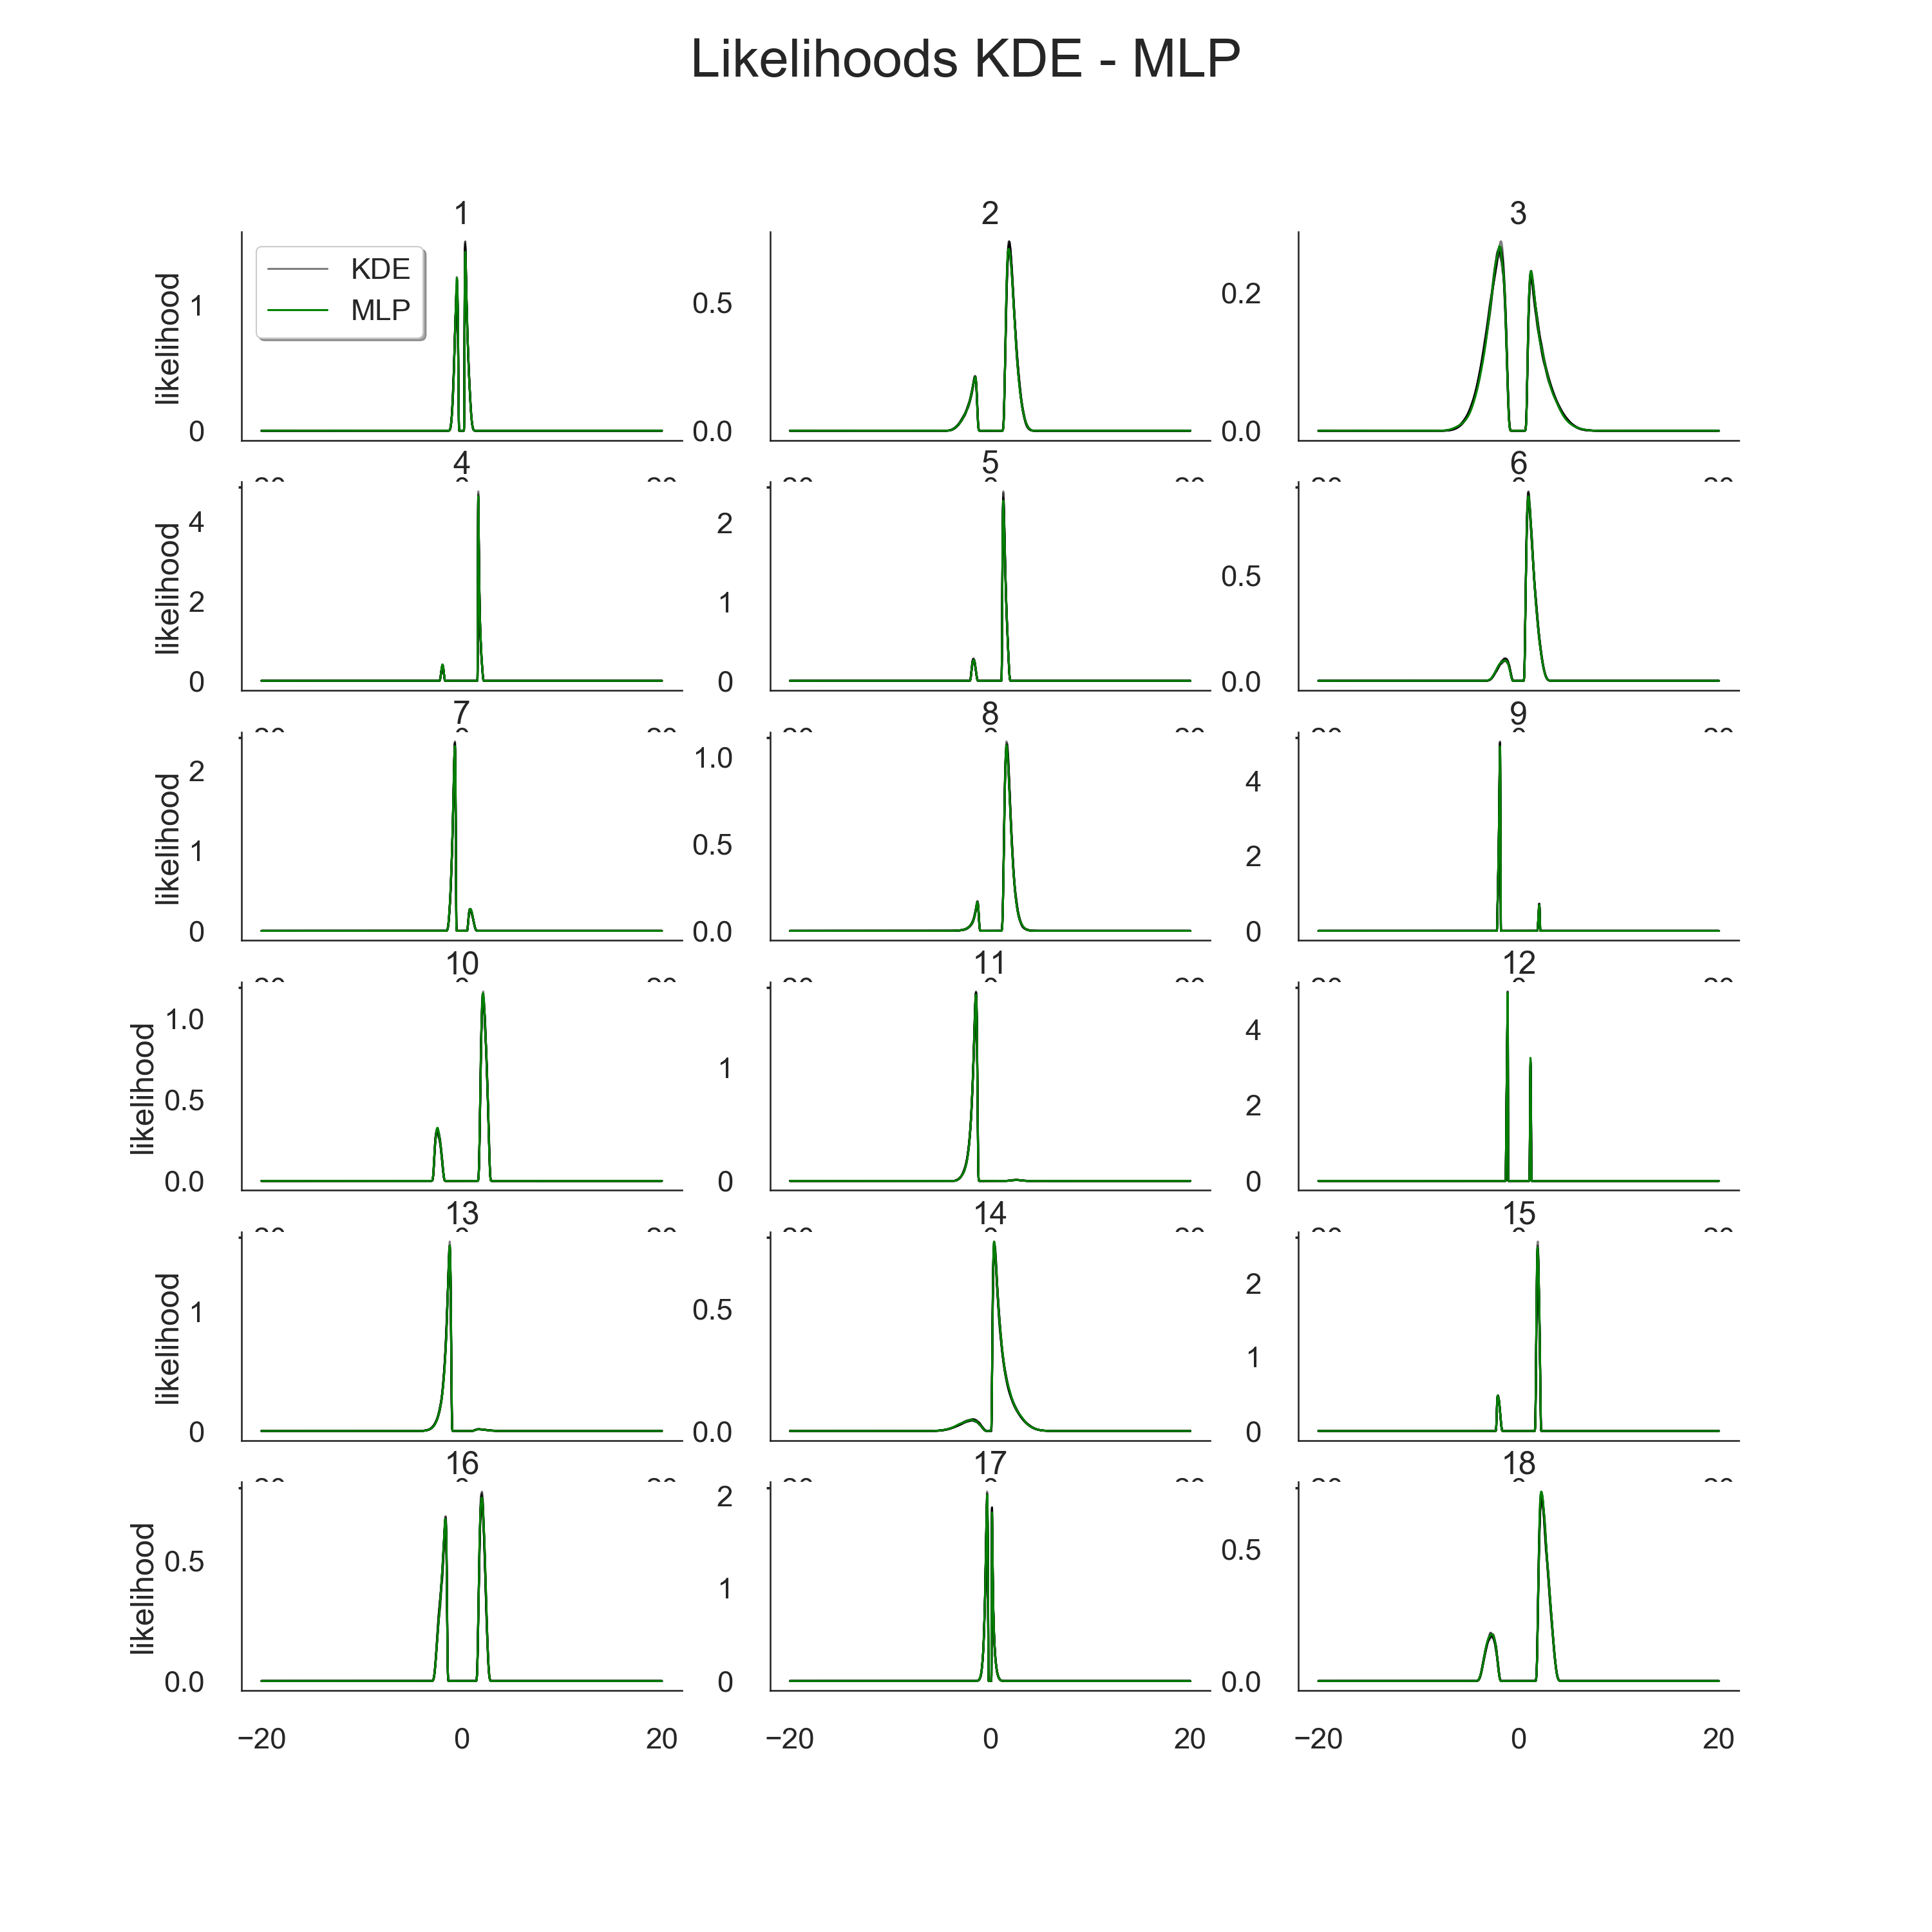 Likelihoods KDE - MLP
1 2 3
KDE
MLP
likelihood 1 0 0.5 0.0 0.2 0.0
4 5 6
likelihood 4 2 0 2 1 0 0.5 0.0
7 8 9
likelihood 2 1 0 1.0 0.5 0.0 4 2 0
10 11 12
likelihood 1.0 0.5 0.0 1 0 4 2 0
13 14 15
likelihood 1 0 0.5 0.0 2 1 0
16 17 18
likelihood 0.5 0.0 2 1 0 0.5 0.0
−20 0 20 −20 0 20 −20 0 20